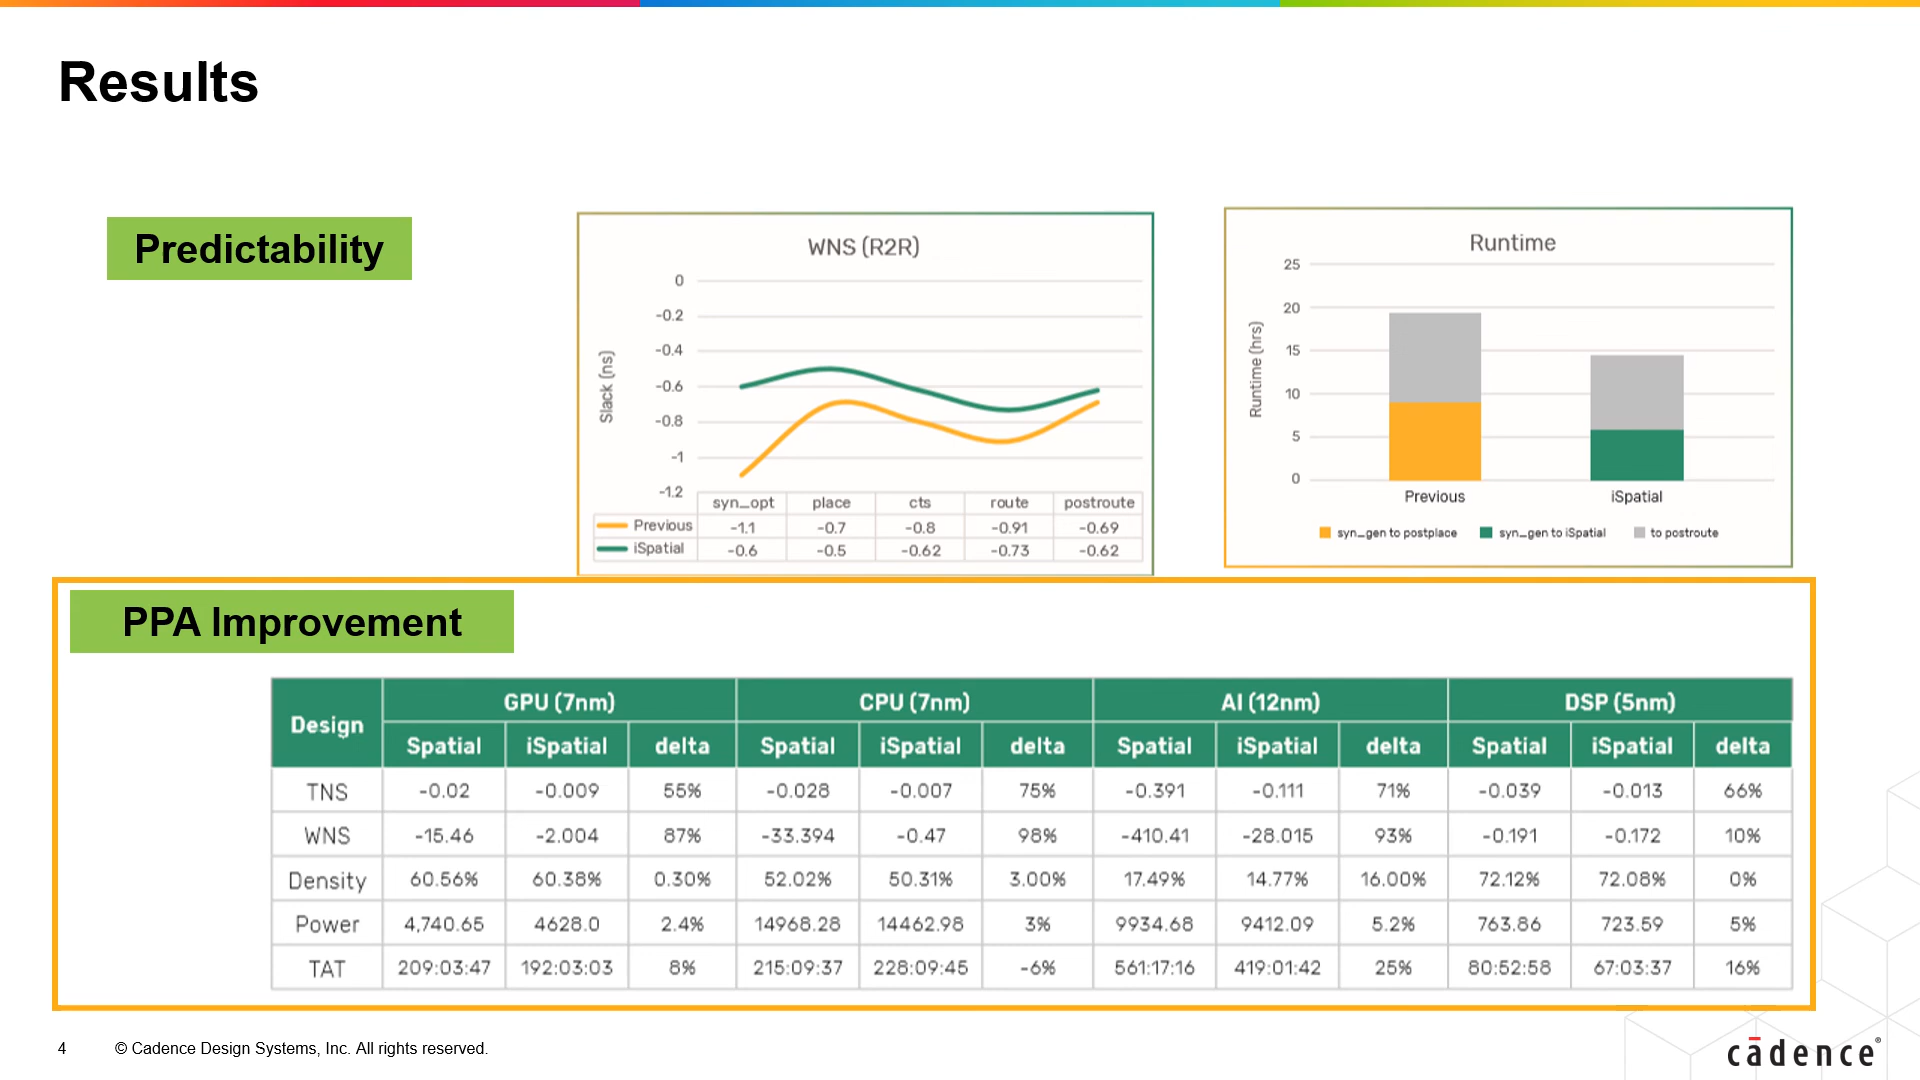 Results
Predictability
WNS (R2R)
0
-0.2
-0.4
-0.6
-0.8
-1
-1.2
Slack (ns)
syn_opt place cts route postroute
Previous -1.1 -0.7 -0.8 -0.91 -0.69
iSpatial -0.6 -0.5 -0.62 -0.73 -0.62
Runtime
25
20
15
10
5
0
Runtime (hrs)
Previous iSpatial
syn_gen to postplace syn_gen to iSpatial to postroute
PPA Improvement
Design GPU (7nm) CPU (7nm) AI (12nm) DSP (5nm)
Spatial iSpatial delta Spatial iSpatial delta Spatial iSpatial delta Spatial iSpatial delta
TNS -0.02 -0.009 55% -0.028 -0.007 75% -0.391 -0.111 71% -0.039 -0.013 66%
WNS -15.46 -2.004 87% -33.394 -0.47 98% -410.41 -28.015 93% -0.191 -0.172 10%
Density 60.56% 60.38% 0.30% 52.02% 50.31% 3.00% 17.49% 14.77% 16.00% 72.12% 72.08% 0%
Power 4,740.65 4628.0 2.4% 14968.28 14462.98 3% 9934.68 9412.09 5.2% 763.86 723.59 5%
TAT 209:03:47 192:03:03 8% 215:09:37 228:09:45 -6% 561:17:16 419:01:42 25% 80:52:58 67:03:37 16%
4 © Cadence Design Systems, Inc. All rights reserved.
cādence®